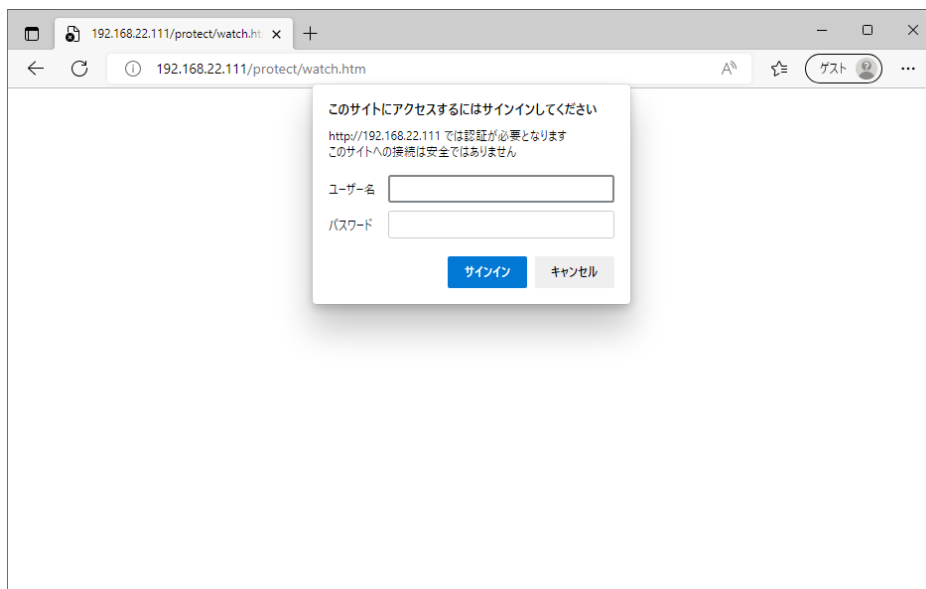 192.168.22.111/protect/watch.ht
192.168.22.111/protect/watch.htm
ゲスト
このサイトにアクセスするにはサインインしてください
http://192.168.22.111 では認証が必要となります
このサイトへの接続は安全ではありません
ユーザー名
パスワード
サインイン
キャンセル